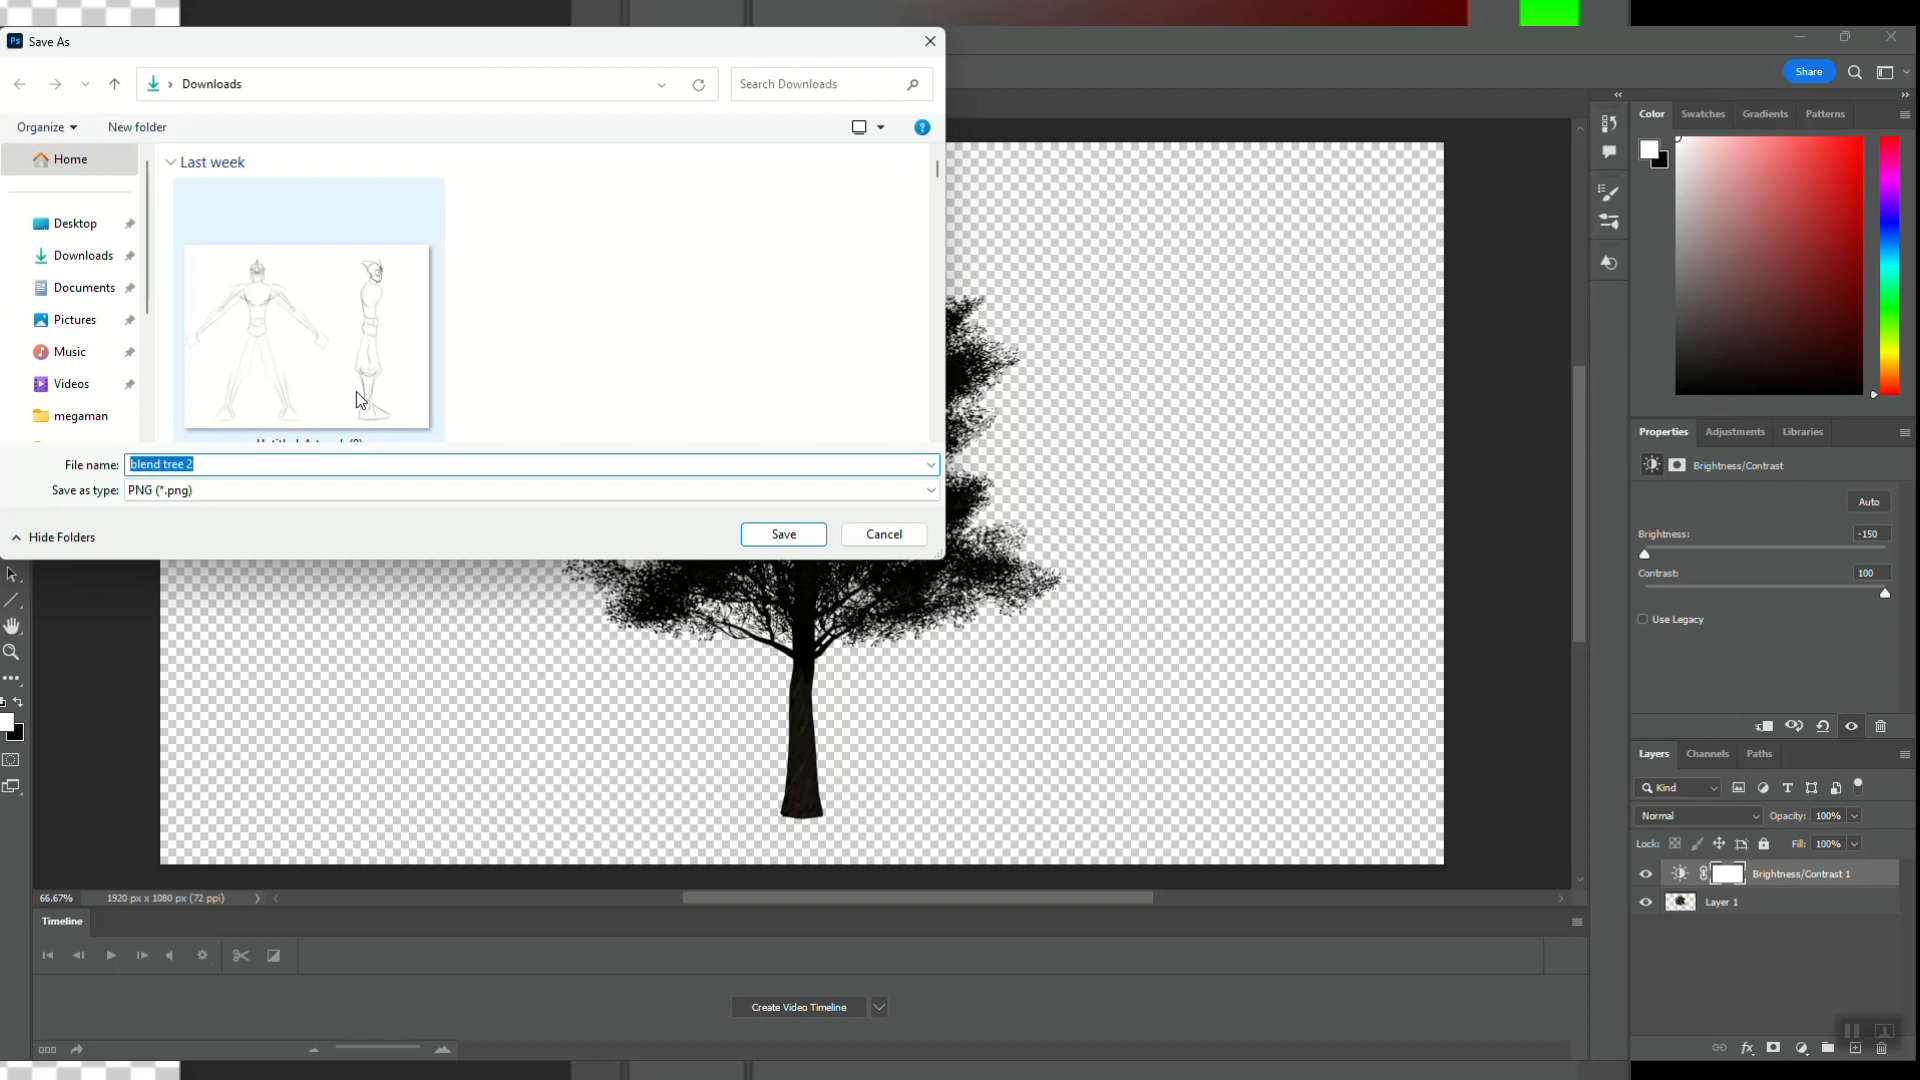 Save As
Downloads
Search Downloads
Organize
New folder
Home
Desktop
Downloads
Documents
Pictures
Music
Videos
megaman
Last week
File name:
blend tree 2
Save as type:
PNG (*.png)
Hide Folders
Save
Cancel
Share
Color
Swatches
Gradients
Patterns
Properties
Adjustments
Libraries
Brightness/Contrast
Auto
Brightness:
-150
Contrast:
100
Use Legacy
Layers
Channels
Paths
Kind
Normal
Opacity:
100%
Lock:
Fill:
100%
Brightness/Contrast 1
Layer 1
66.67%
1920 px x 1080 px (72 ppi)
Timeline
Create Video Timeline